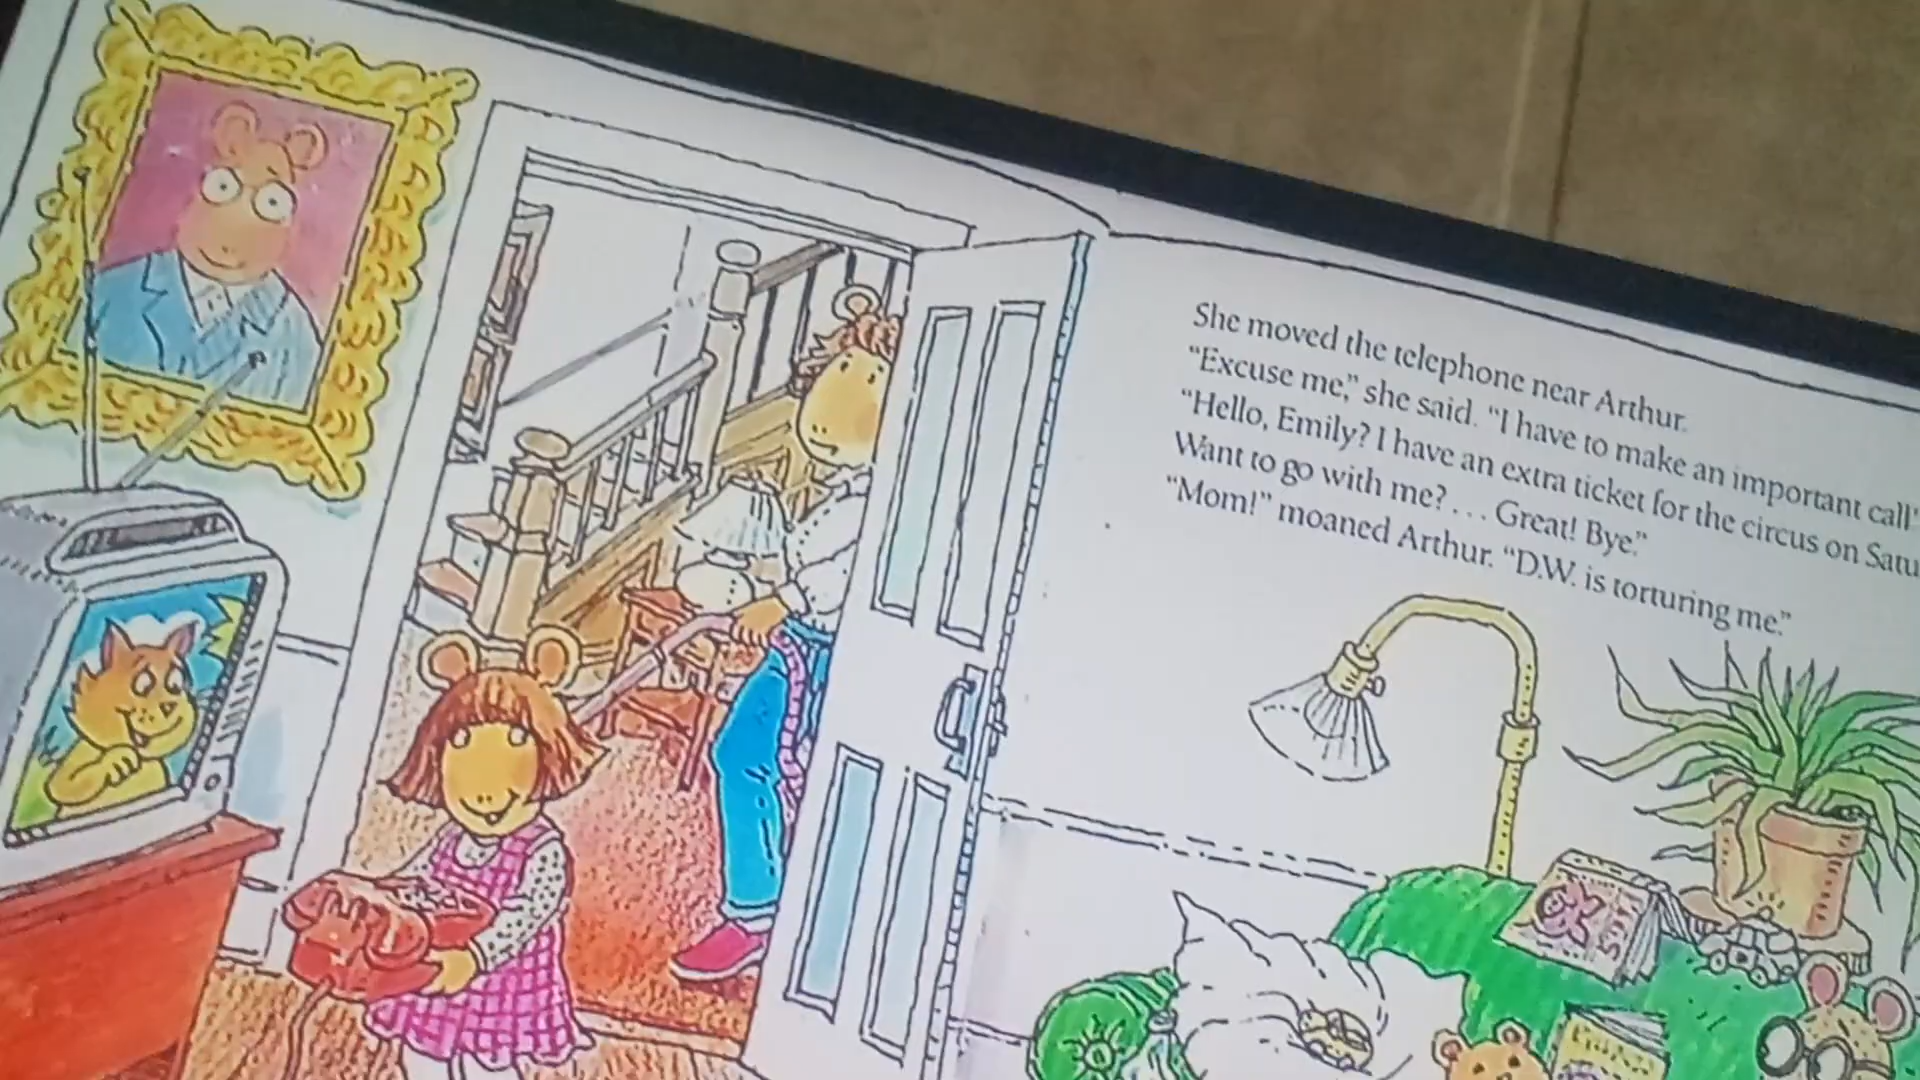 She moved the telephone near Arthur.
“Excuse me,” she said. “I have to make an important call”
“Hello, Emily? I have an extra ticket for the circus on Satu
Want to go with me? . . . Great! Bye.”
“Mom!” moaned Arthur. “D.W. is torturing me.”